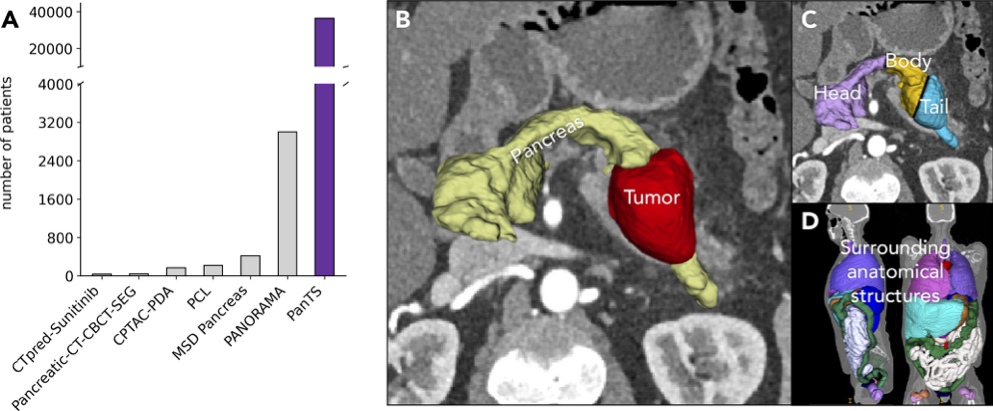 A
number of patients
40000
20000
4000
3200
2400
1600
800
0
CTpred-Sunitinib
Pancreatic-CT-CBCT-SEG
CPTAC-PDA
PCL
MSD Pancreas
PANORAMA
PanTS
B
Pancreas
Tumor
C
Body
Head
Tail
D
Surrounding
anatomical
structures